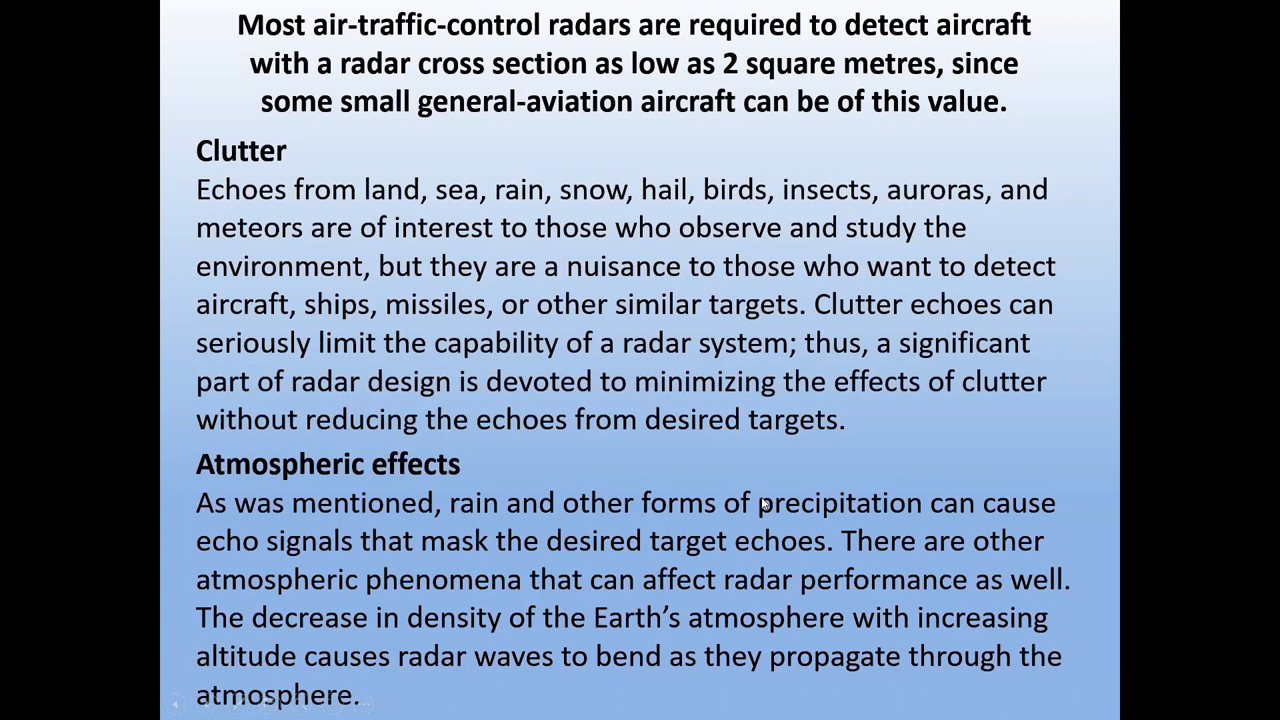 Most air-traffic-control radars are required to detect aircraft
with a radar cross section as low as 2 square metres, since
some small general-aviation aircraft can be of this value.
Clutter
Echoes from land, sea, rain, snow, hail, birds, insects, auroras, and
meteors are of interest to those who observe and study the
environment, but they are a nuisance to those who want to detect
aircraft, ships, missiles, or other similar targets. Clutter echoes can
seriously limit the capability of a radar system; thus, a significant
part of radar design is devoted to minimizing the effects of clutter
without reducing the echoes from desired targets.
Atmospheric effects
As was mentioned, rain and other forms of precipitation can cause
echo signals that mask the desired target echoes. There are other
atmospheric phenomena that can affect radar performance as well.
The decrease in density of the Earth’s atmosphere with increasing
altitude causes radar waves to bend as they propagate through the
atmosphere.